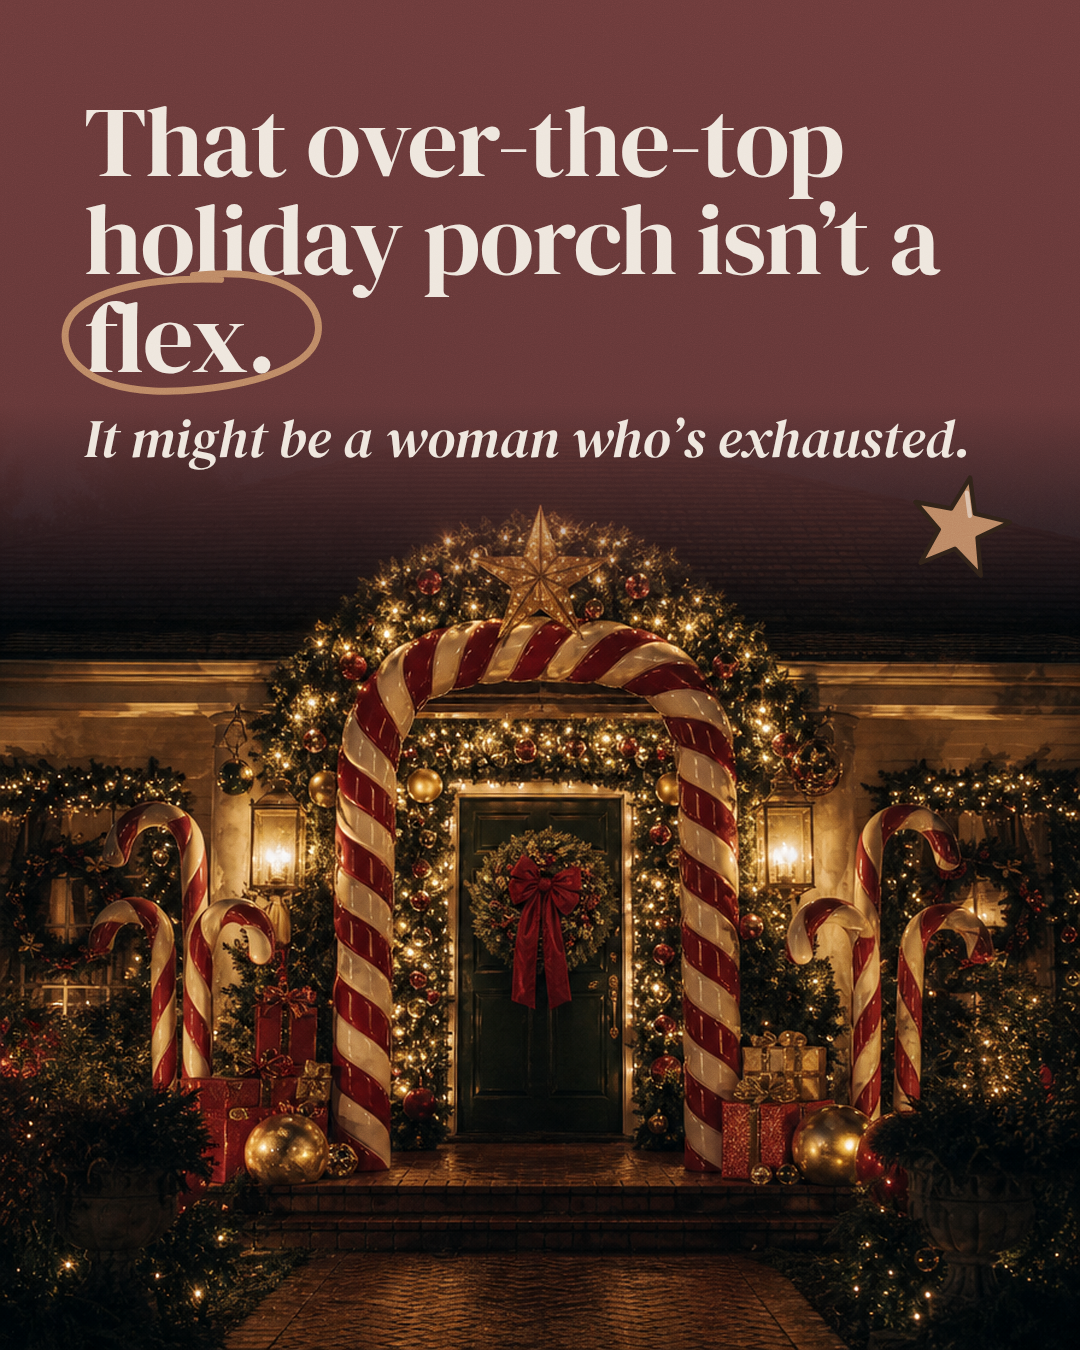 That over-the-top
holiday porch isn’t a
flex.
It might be a woman who’s exhausted.